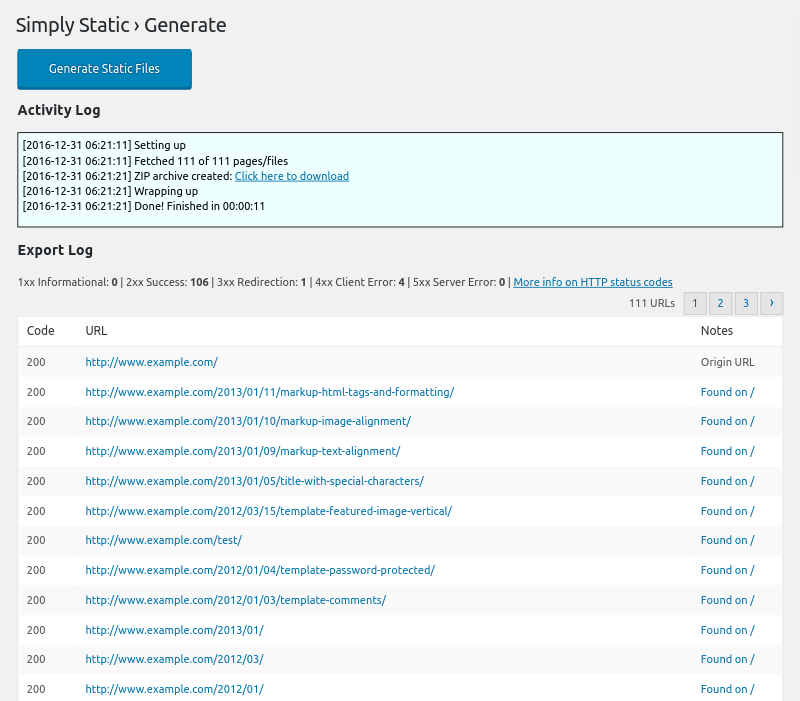 Simply Static › Generate
Generate Static Files
Activity Log
[2016-12-31 06:21:11] Setting up
[2016-12-31 06:21:11] Fetched 111 of 111 pages/files
[2016-12-31 06:21:21] ZIP archive created: Click here to download
[2016-12-31 06:21:21] Wrapping up
[2016-12-31 06:21:21] Done! Finished in 00:00:11
Export Log
1xx Informational: 0 | 2xx Success: 106 | 3xx Redirection: 1 | 4xx Client Error: 4 | 5xx Server Error: 0 | More info on HTTP status codes
111 URLs 1 2 3 ›
Code URL Notes
200 http://www.example.com/ Origin URL
200 http://www.example.com/2013/01/11/markup-html-tags-and-formatting/ Found on /
200 http://www.example.com/2013/01/10/markup-image-alignment/ Found on /
200 http://www.example.com/2013/01/09/markup-text-alignment/ Found on /
200 http://www.example.com/2013/01/05/title-with-special-characters/ Found on /
200 http://www.example.com/2012/03/15/template-featured-image-vertical/ Found on /
200 http://www.example.com/test/ Found on /
200 http://www.example.com/2012/01/04/template-password-protected/ Found on /
200 http://www.example.com/2012/01/03/template-comments/ Found on /
200 http://www.example.com/2013/01/ Found on /
200 http://www.example.com/2012/03/ Found on /
200 http://www.example.com/2012/01/ Found on /